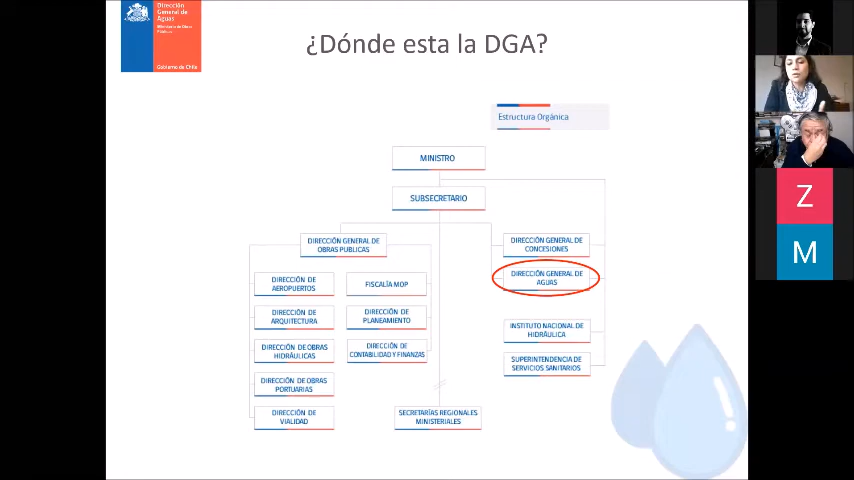 Dirección
General de
Aguas
Ministerio de Obras
Públicas
Gobierno de Chile
¿Dónde esta la DGA?
Estructura Orgánica
MINISTRO
SUBSECRETARIO
DIRECCIÓN GENERAL DE
OBRAS PUBLICAS
DIRECCIÓN GENERAL DE
CONCESIONES
DIRECCIÓN DE
AEROPUERTOS
FISCALÍA MOP
DIRECCIÓN GENERAL DE
AGUAS
DIRECCIÓN DE
ARQUITECTURA
DIRECCIÓN DE
PLANEAMIENTO
INSTITUTO NACIONAL DE
HIDRÁULICA
DIRECCIÓN DE OBRAS
HIDRÁULICAS
DIRECCIÓN DE
CONTABILIDAD Y FINANZAS
SUPERINTENDENCIA DE
SERVICIOS SANITARIOS
DIRECCIÓN DE OBRAS
PORTUARIAS
DIRECCIÓN DE
VIALIDAD
SECRETARÍAS REGIONALES
MINISTERIALES
Z
M